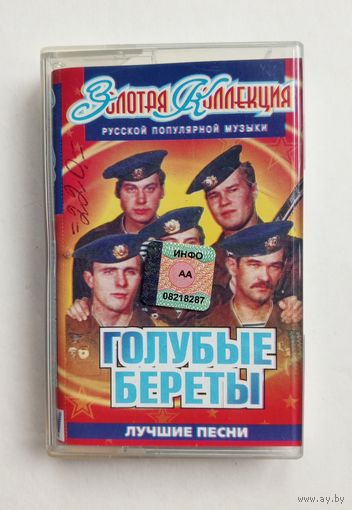 Золотая Коллекция
РУССКОЙ ПОПУЛЯРНОЙ МУЗЫКИ
ИНФО
АА
08218287
ГОЛУБЫЕ
БЕРЕТЫ
ЛУЧШИЕ ПЕСНИ
www.ay.by